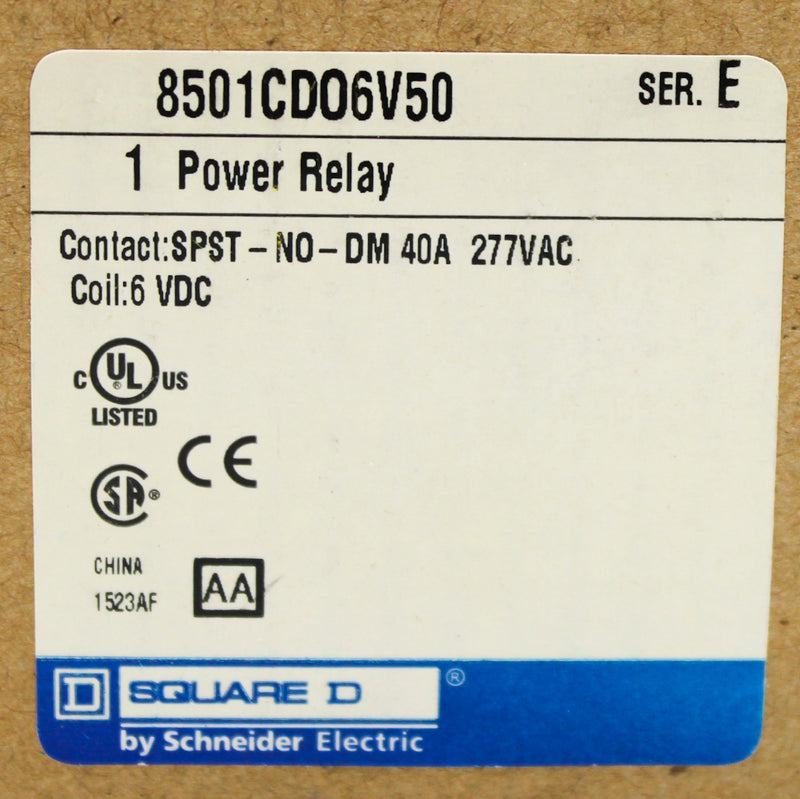 8501CDO6V50 SER. E
1 Power Relay
Contact:SPST-NO-DM 40A 277VAC
Coil:6 VDC
C UL® US
LISTED
CE
SA®
CHINA
1523AF
AA
D SQUARE D ®
by Schneider Electric